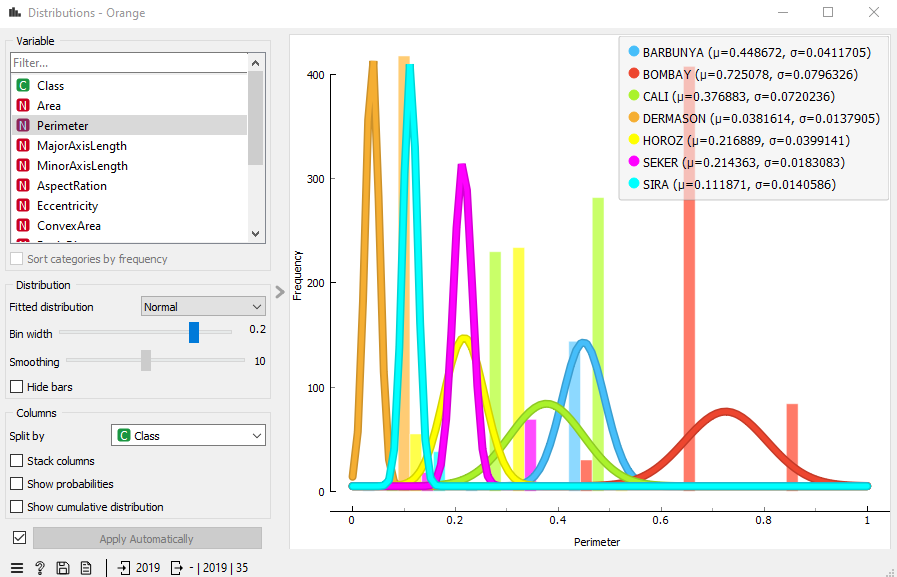 Distributions - Orange
Variable
Filter...
C Class
N Area
N Perimeter
N MajorAxisLength
N MinorAxisLength
N AspectRation
N Eccentricity
N ConvexArea
Sort categories by frequency
Distribution
Fitted distribution Normal
Bin width 0.2
Smoothing 10
Hide bars
Columns
Split by C Class
Stack columns
Show probabilities
Show cumulative distribution
Apply Automatically
? 2019 - | 2019 | 35
BARBUNYA (μ=0.448672, σ=0.0411705)
BOMBAY (μ=0.725078, σ=0.0796326)
CALI (μ=0.376883, σ=0.0720236)
DERMASON (μ=0.0381614, σ=0.0137905)
HOROZ (μ=0.216889, σ=0.0399141)
SEKER (μ=0.214363, σ=0.0183083)
SIRA (μ=0.111871, σ=0.0140586)
400
300
200
100
0
Frequency
0 0.2 0.4 0.6 0.8 1
Perimeter